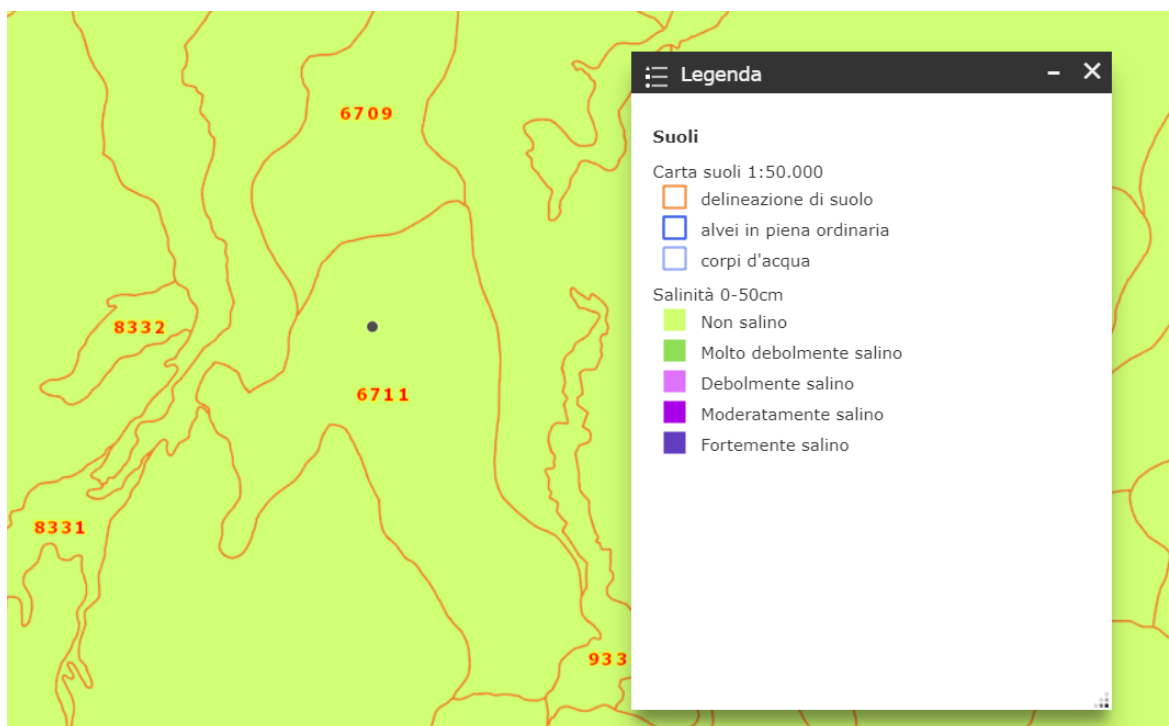 6709
8332
6711
8331
933
Legenda
Suoli
Carta suoli 1:50.000
delineazione di suolo
alvei in piena ordinaria
corpi d'acqua
Salinità 0-50cm
Non salino
Molto debolmente salino
Debolmente salino
Moderatamente salino
Fortemente salino